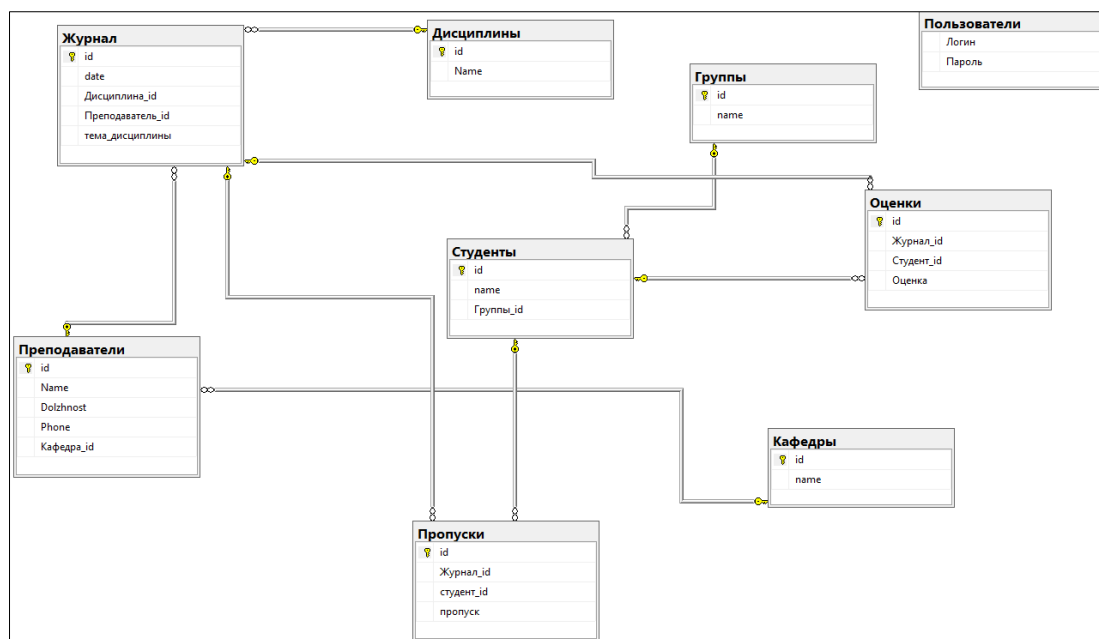 Журнал
id
date
Дисциплина_id
Преподаватель_id
тема_дисциплины
Дисциплины
id
Name
Группы
id
name
Пользователи
Логин
Пароль
Оценки
id
Журнал_id
Студент_id
Оценка
Студенты
id
name
Группы_id
Преподаватели
id
Name
Dolzhnost
Phone
Кафедра_id
Кафедры
id
name
Пропуски
id
Журнал_id
студент_id
пропуск